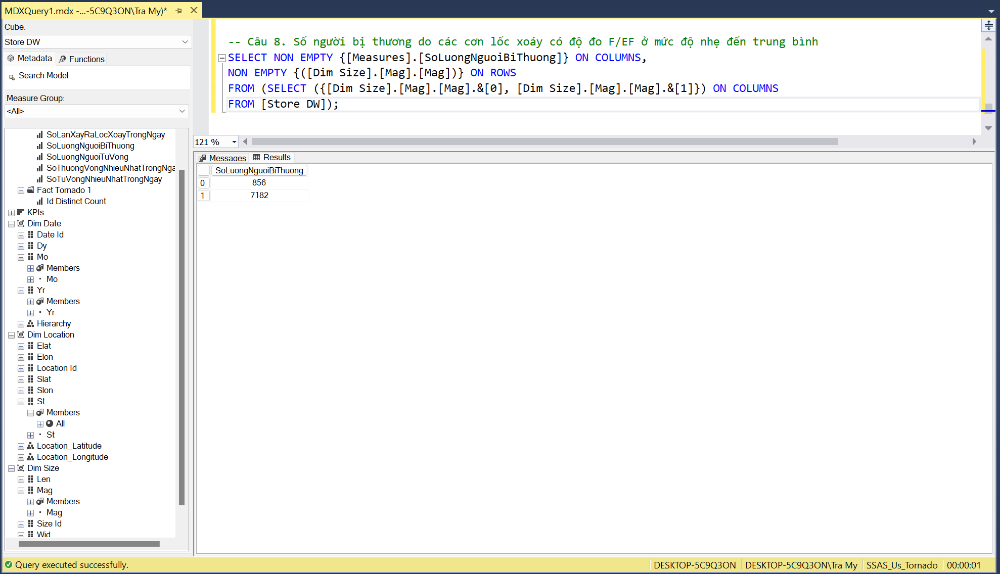 MDXQuery1.mdx -...-5C9Q3ON\Tra My)*
Cube:
Store DW
Metadata
Functions
Search Model
Measure Group:
<All>
SoLanXayRaLocXoayTrongNgay
SoLuongNguoiBiThuong
SoLuongNguoiTuVong
SoThuongVongNhieuNhatTrongNga
SoTuVongNhieuNhatTrongNgay
Fact Tornado 1
Id Distinct Count
KPIs
Dim Date
Date Id
Dy
Mo
Members
Mo
Yr
Members
Yr
Hierarchy
Dim Location
Elat
Elon
Location Id
Slat
Slon
St
Members
All
St
Location_Latitude
Location_Longitude
Dim Size
Len
Mag
Members
Mag
Size Id
Wid
-- Câu 8. Số người bị thương do các cơn lốc xoáy có độ đo F/EF ở mức độ nhẹ đến trung bình
SELECT NON EMPTY {[Measures].[SoLuongNguoiBiThuong]} ON COLUMNS,
NON EMPTY {([Dim Size].[Mag].[Mag])} ON ROWS
FROM (SELECT ({[Dim Size].[Mag].[Mag].&[0], [Dim Size].[Mag].[Mag].&[1]}) ON COLUMNS
FROM [Store DW]);
121 %
Messages
Results
SoLuongNguoiBiThuong
0 856
1 7182
Query executed successfully.
DESKTOP-5C9Q3ON
DESKTOP-5C9Q3ON\Tra My
SSAS_Us_Tornado
00:00:01